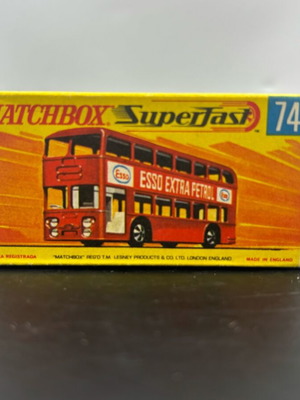 MATCHBOX Superfast 74
Esso ESSO EXTRA PETROL Esso
A REGISTRADA "MATCHBOX" REG'D T.M. LESNEY PRODUCTS & CO. LTD. LONDON ENGLAND. MADE IN ENGLAND